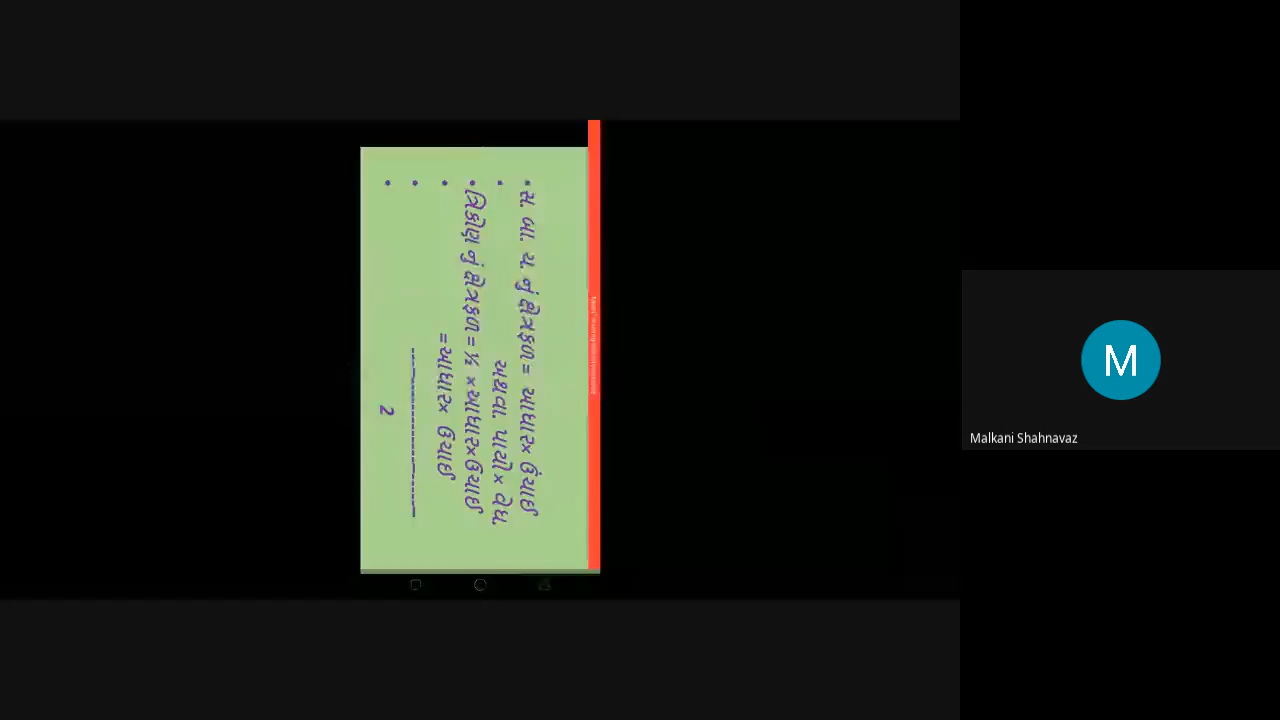 • સ. બા. ચ. નું ક્ષેત્રફળ = આધાર× ઉંચાઈ
• અથવા. પાયો× વેધ.
• ત્રિકોણ નું ક્ષેત્રફળ = ½ ×આધાર×ઉંચાઈ
• =આધાર× ઉંચાઈ
• ----------------------
• 2
M
Malkani Shahnavaz